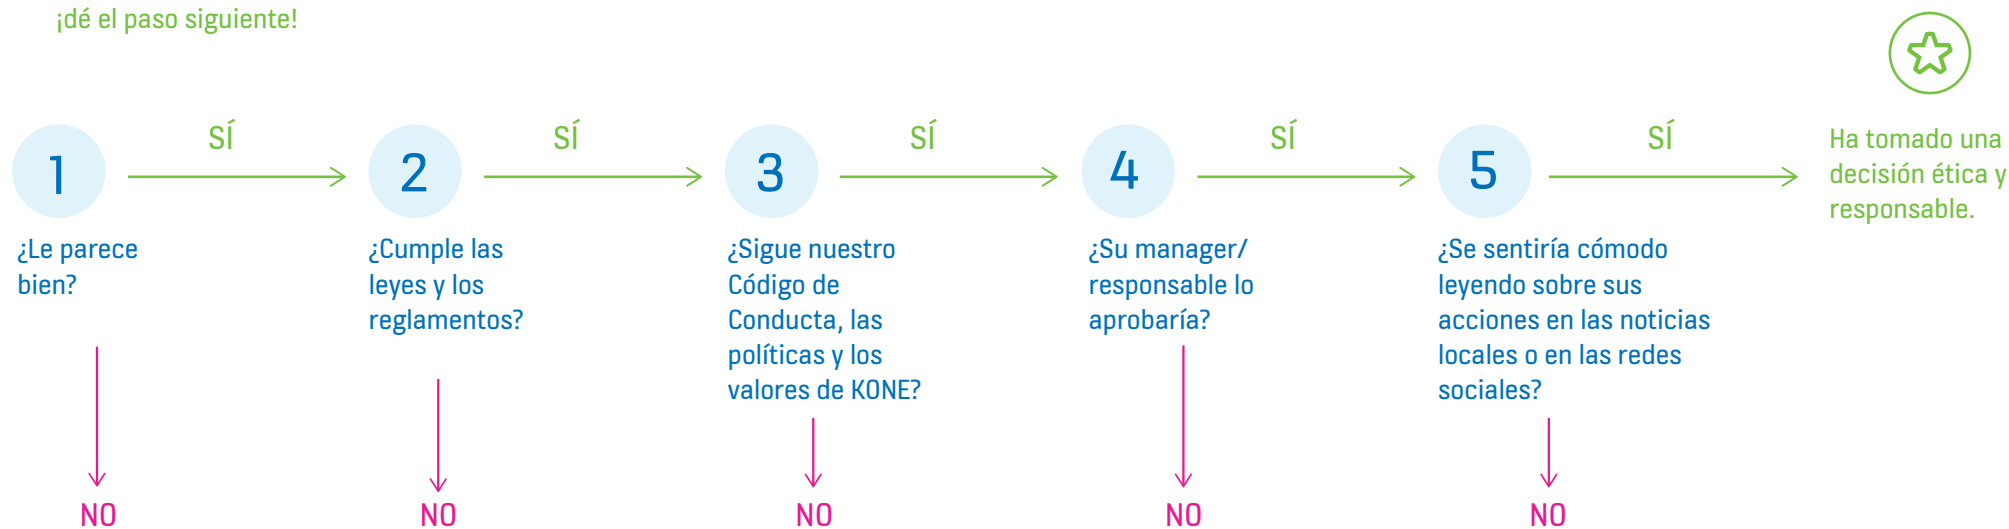 ¡dé el paso siguiente!
SÍ
SÍ
SÍ
SÍ
SÍ
1
2
3
4
5
Ha tomado una
decisión ética y
responsable.
¿Le parece
bien?
¿Cumple las
leyes y los
reglamentos?
¿Sigue nuestro
Código de
Conducta, las
políticas y los
valores de KONE?
¿Su manager/
responsable lo
aprobaría?
¿Se sentiría cómodo
leyendo sobre sus
acciones en las noticias
locales o en las redes
sociales?
NO
NO
NO
NO
NO